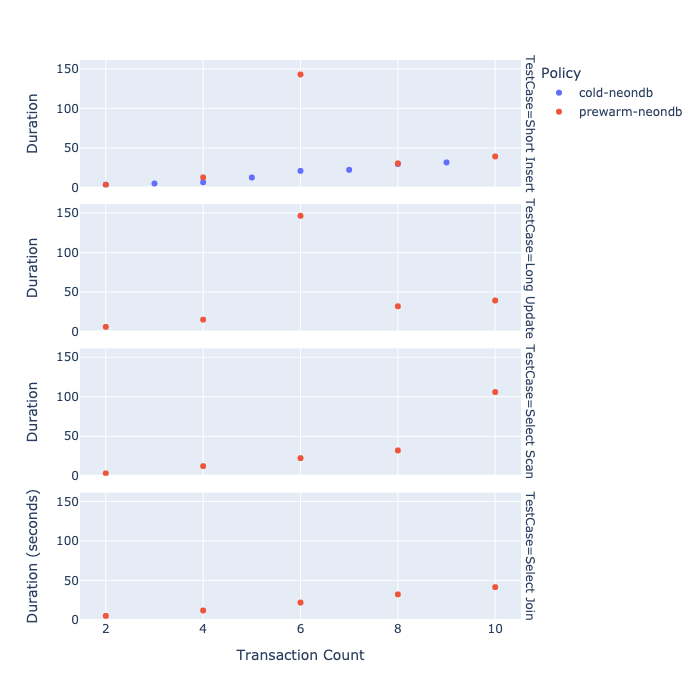 Policy
cold-neondb
prewarm-neondb
150
100
50
0
Duration
TestCase=Short Insert
150
100
50
0
Duration
TestCase=Long Update
150
100
50
0
Duration
TestCase=Select Scan
150
100
50
0
Duration (seconds)
TestCase=Select Join
2 4 6 8 10
Transaction Count